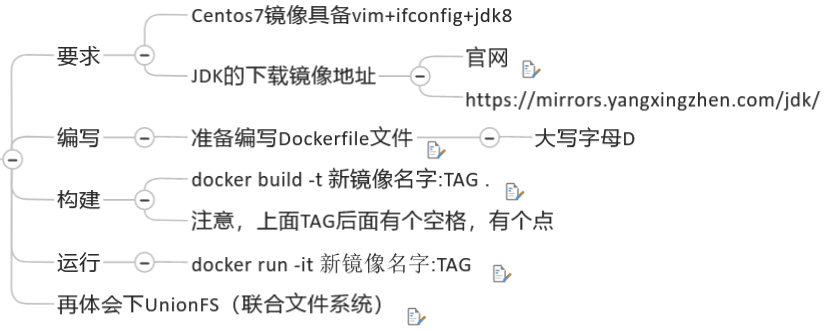 要求
Centos7镜像具备vim+ifconfig+jdk8
JDK的下载镜像地址
官网
https://mirrors.yangxingzhen.com/jdk/
编写
准备编写Dockerfile文件
大写字母D
构建
docker build -t 新镜像名字:TAG .
注意，上面TAG后面有个空格，有个点
运行
docker run -it 新镜像名字:TAG
再体会下UnionFS（联合文件系统）